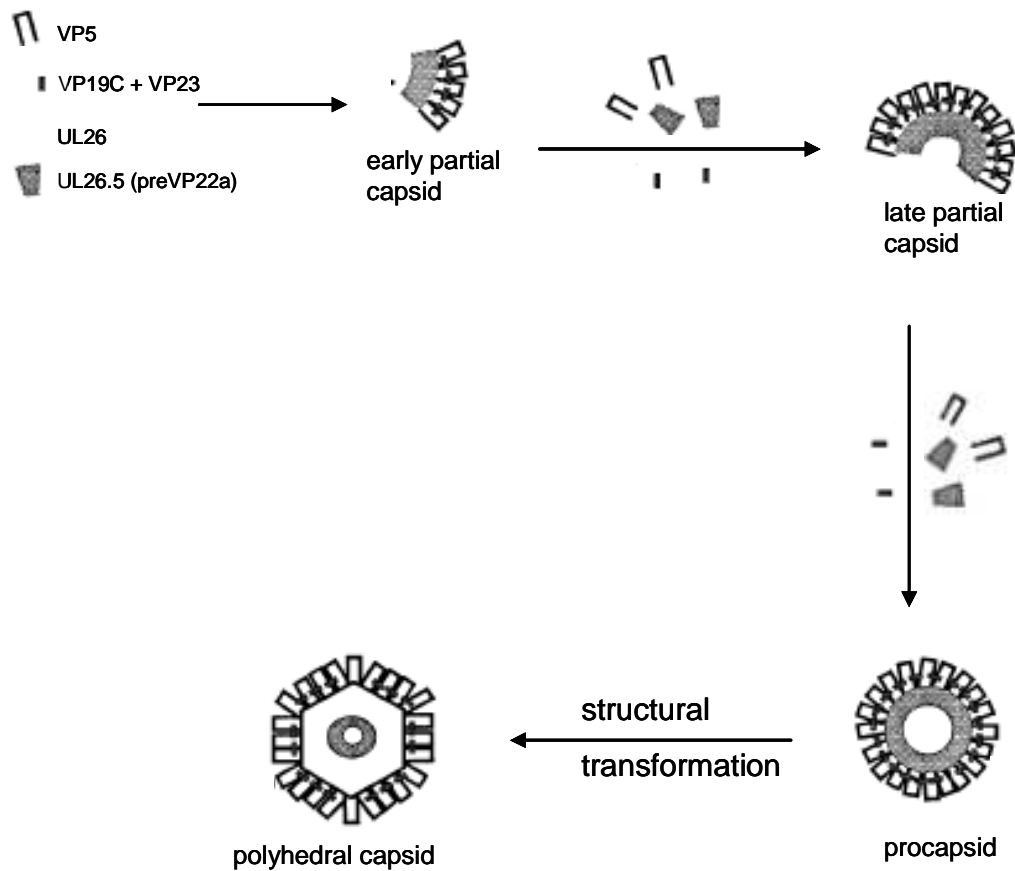 VP5
VP19C + VP23
UL26
UL26.5 (preVP22a)
early partial
capsid
late partial
capsid
structural
transformation
polyhedral capsid
procapsid